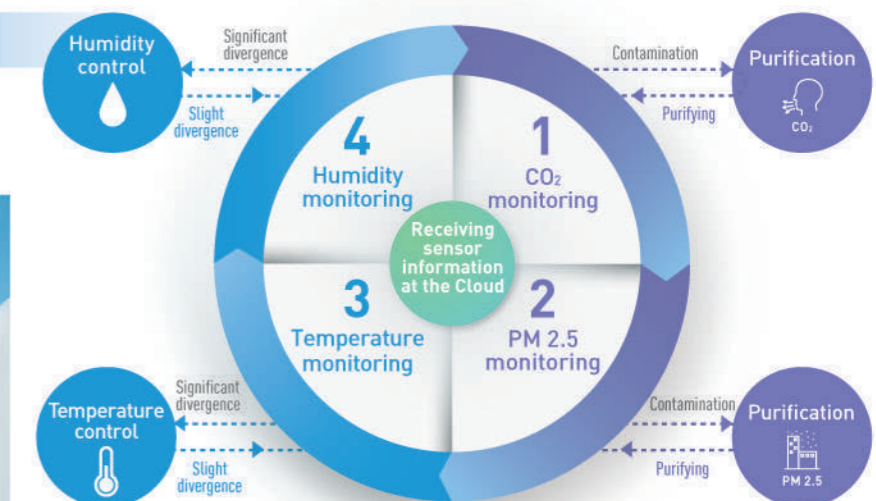 Humidity
control
Significant
divergence
Slight
divergence
Contamination
Purifying
Purification
CO₂
4
Humidity
monitoring
1
CO₂
monitoring
Receiving
sensor
information
at the Cloud
3
Temperature
monitoring
2
PM 2.5
monitoring
Temperature
control
Significant
divergence
Slight
divergence
Contamination
Purifying
Purification
PM 2.5